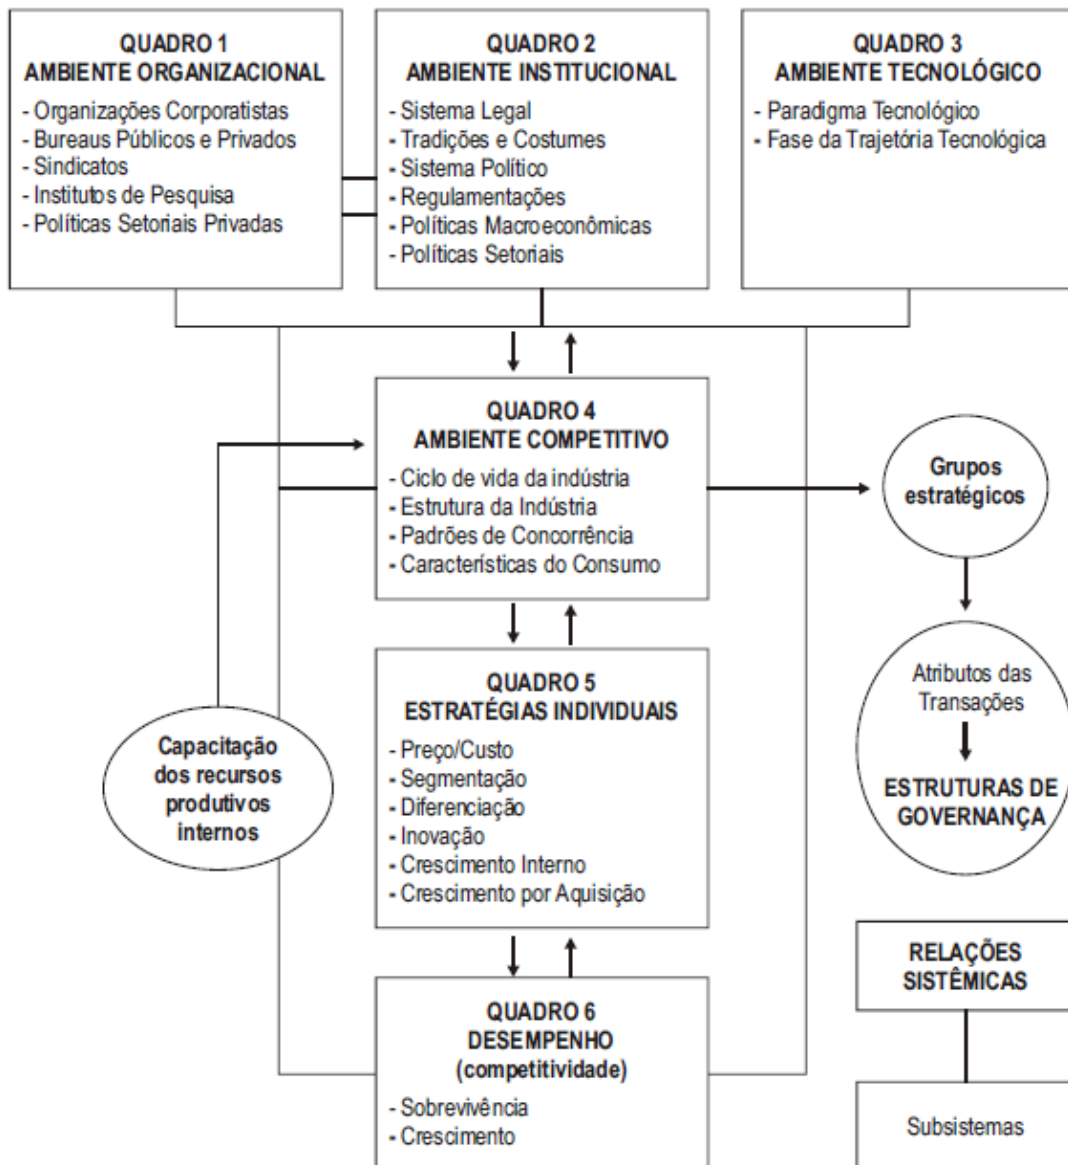 QUADRO 1
AMBIENTE ORGANIZACIONAL
- Organizações Corporatistas
- Bureaus Públicos e Privados
- Sindicatos
- Institutos de Pesquisa
- Políticas Setoriais Privadas
QUADRO 2
AMBIENTE INSTITUCIONAL
- Sistema Legal
- Tradições e Costumes
- Sistema Político
- Regulamentações
- Políticas Macroeconômicas
- Políticas Setoriais
QUADRO 3
AMBIENTE TECNOLÓGICO
- Paradigma Tecnológico
- Fase da Trajetória Tecnológica
QUADRO 4
AMBIENTE COMPETITIVO
- Ciclo de vida da indústria
- Estrutura da Indústria
- Padrões de Concorrência
- Características do Consumo
Grupos
estratégicos
QUADRO 5
ESTRATÉGIAS INDIVIDUAIS
- Preço/Custo
- Segmentação
- Diferenciação
- Inovação
- Crescimento Interno
- Crescimento por Aquisição
Capacitação
dos recursos
produtivos
internos
Atributos das
Transações
ESTRUTURAS DE
GOVERNANÇA
QUADRO 6
DESEMPENHO
(competitividade)
- Sobrevivência
- Crescimento
RELAÇÕES
SISTÊMICAS
Subsistemas